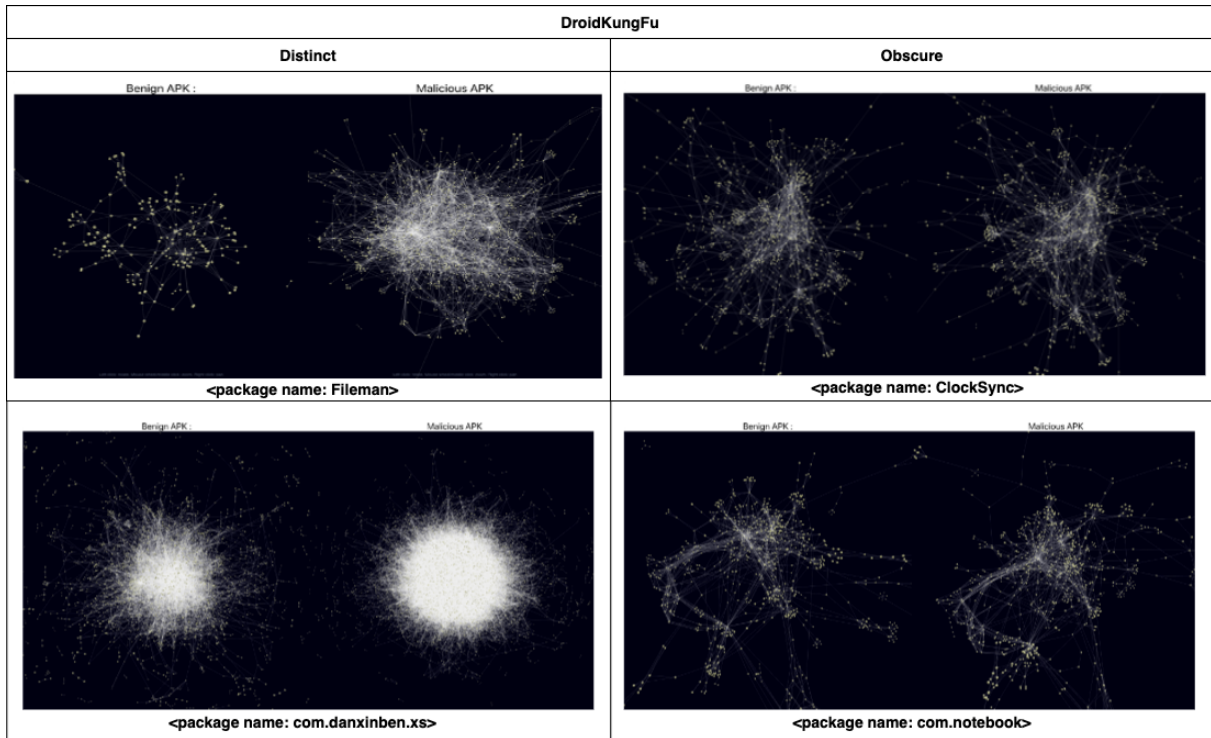 DroidKungFu
Distinct
Obscure
Benign APK :
Malicious APK
Benign APK :
Malicious APK
<package name: Fileman>
<package name: ClockSync>
Benign APK :
Malicious APK
Benign APK :
Malicious APK
<package name: com.danxinben.xs>
<package name: com.notebook>